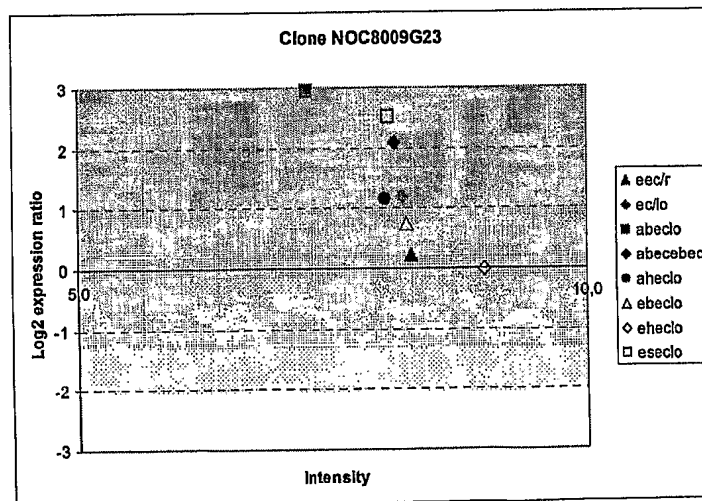 Clone NOC8009G23
Log2 expression ratio
3
2
1
0
-1
-2
-3
5,0
10,0
Intensity
eec/r
ec/lo
abeclo
abecebec
aheclo
ebeclo
eheclo
eseclo